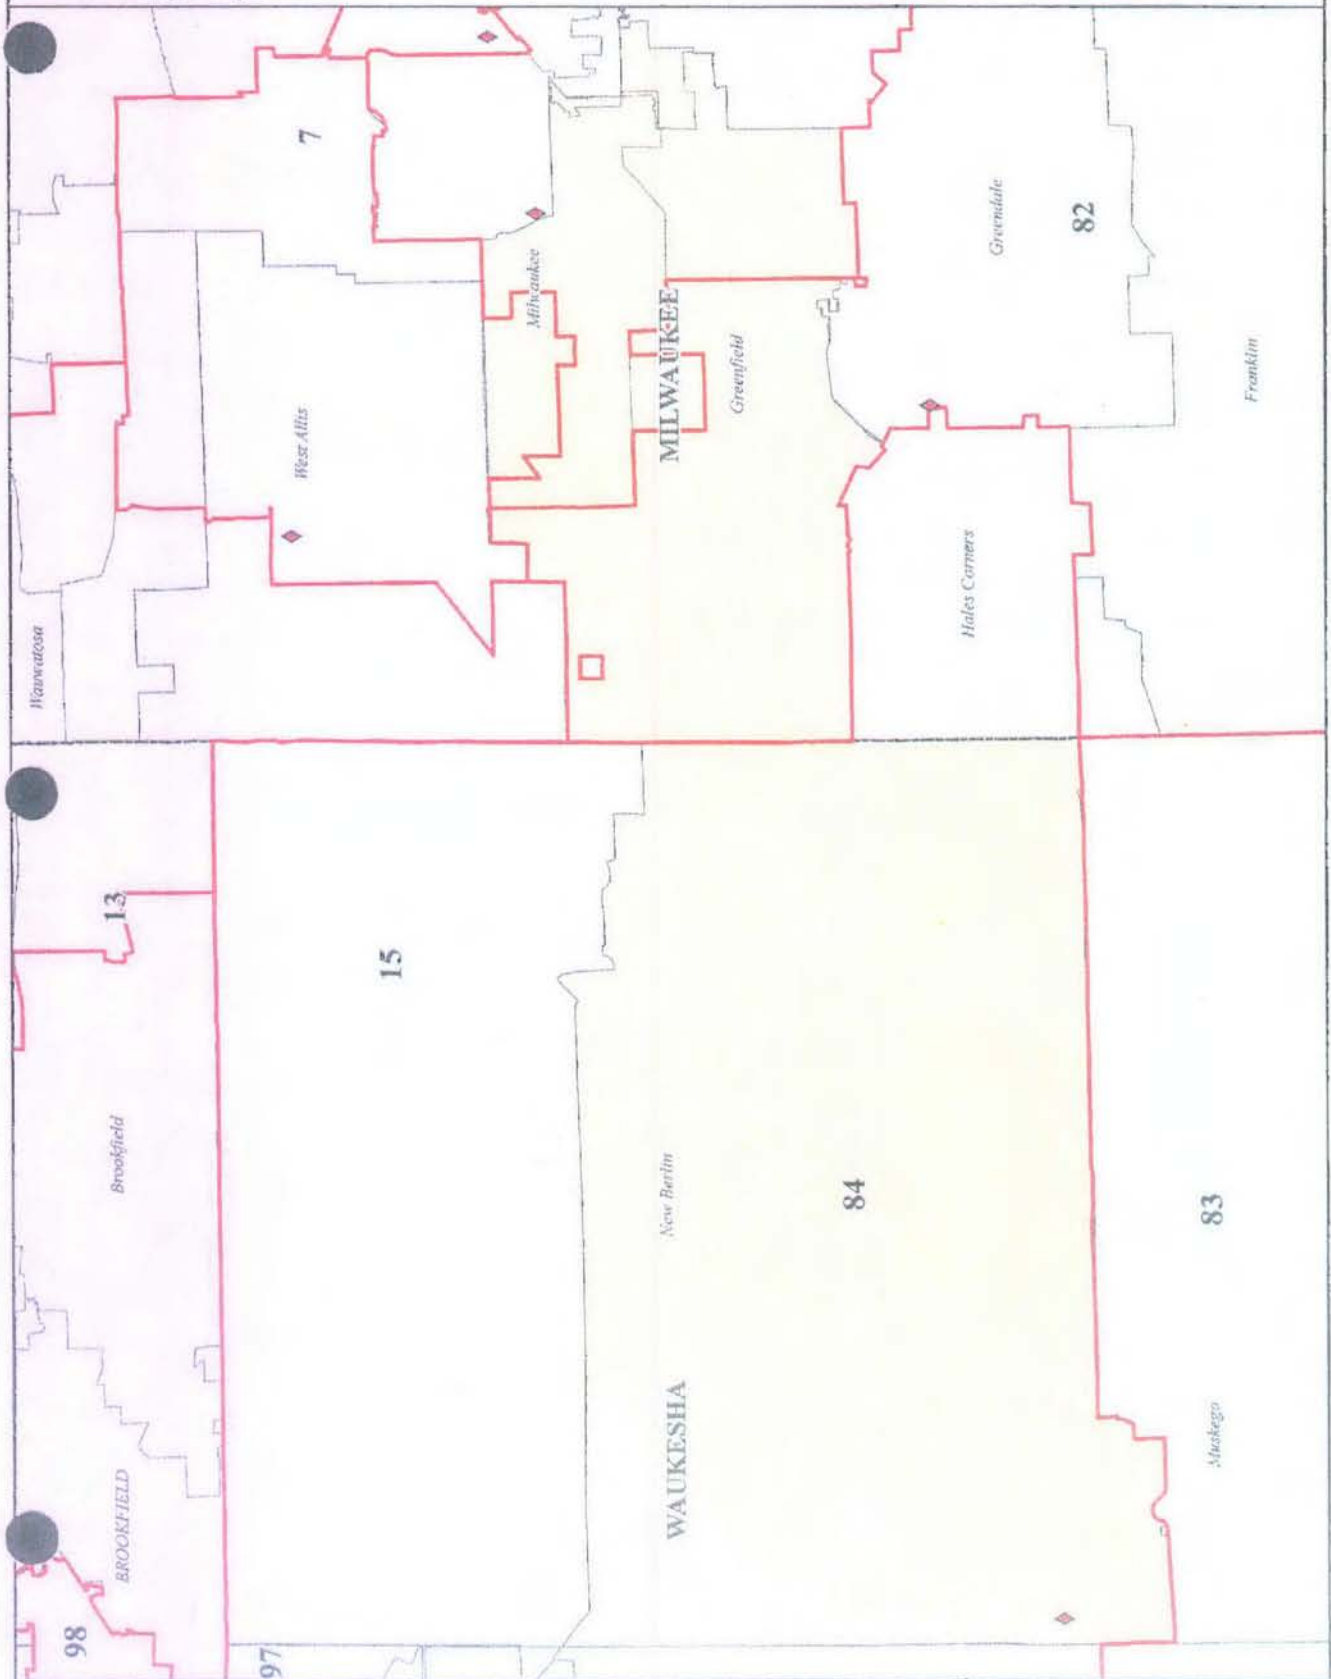 7
Milwaukee
MILWAUKEE
Greenfield
Greendale
82
West Allis
Franklin
Wauwatosa
Hales Corners
13
15
Brookfield
New Berlin
84
83
WAUKESHA
Muskego
BROOKFIELD
98
97